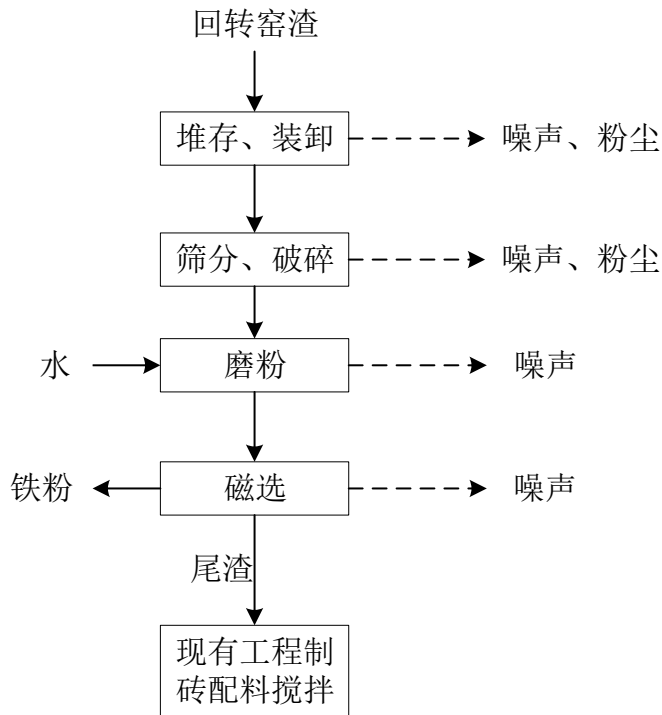 回转窑渣
堆存、装卸
噪声、粉尘
筛分、破碎
噪声、粉尘
水
磨粉
噪声
铁粉
磁选
噪声
尾渣
现有工程制
砖配料搅拌